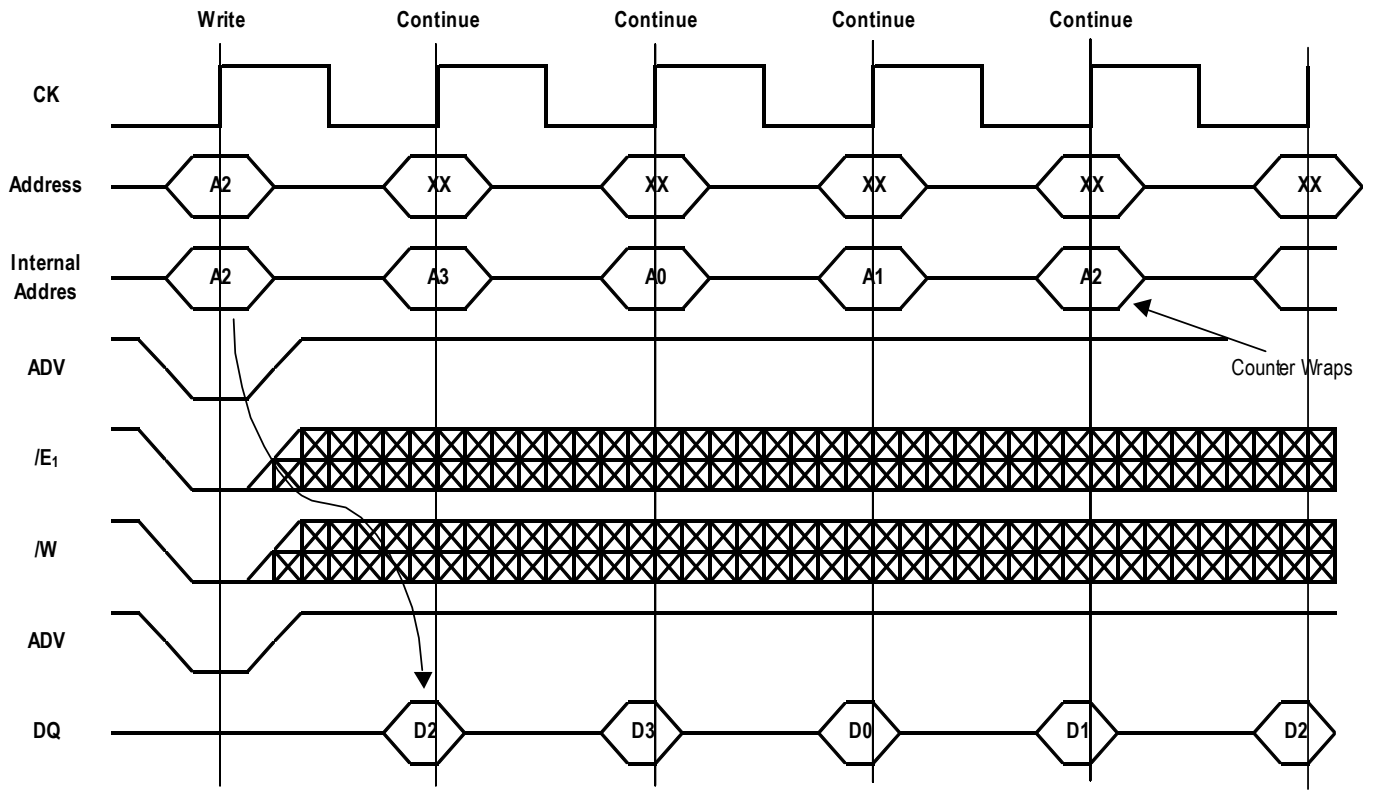 Write Continue Continue Continue Continue
CK
Address A2 XX XX XX XX XX
Internal
Addres A2 A3 A0 A1 A2
ADV
Counter Wraps
/E₁
/W
ADV
DQ D2 D3 D0 D1 D2